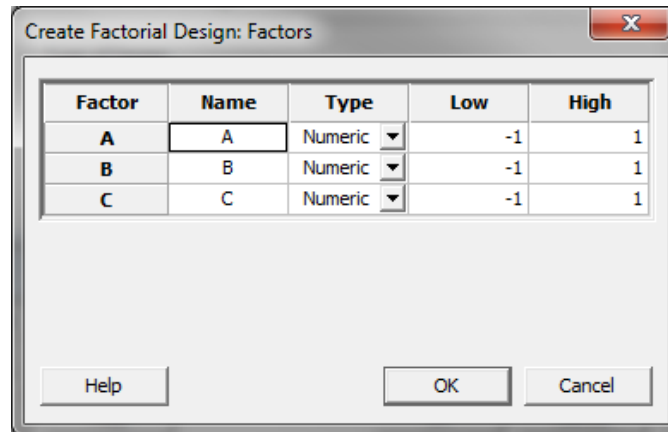 Create Factorial Design: Factors
X
Factor Name Type Low High
A A Numeric -1 1
B B Numeric -1 1
C C Numeric -1 1
Help OK Cancel